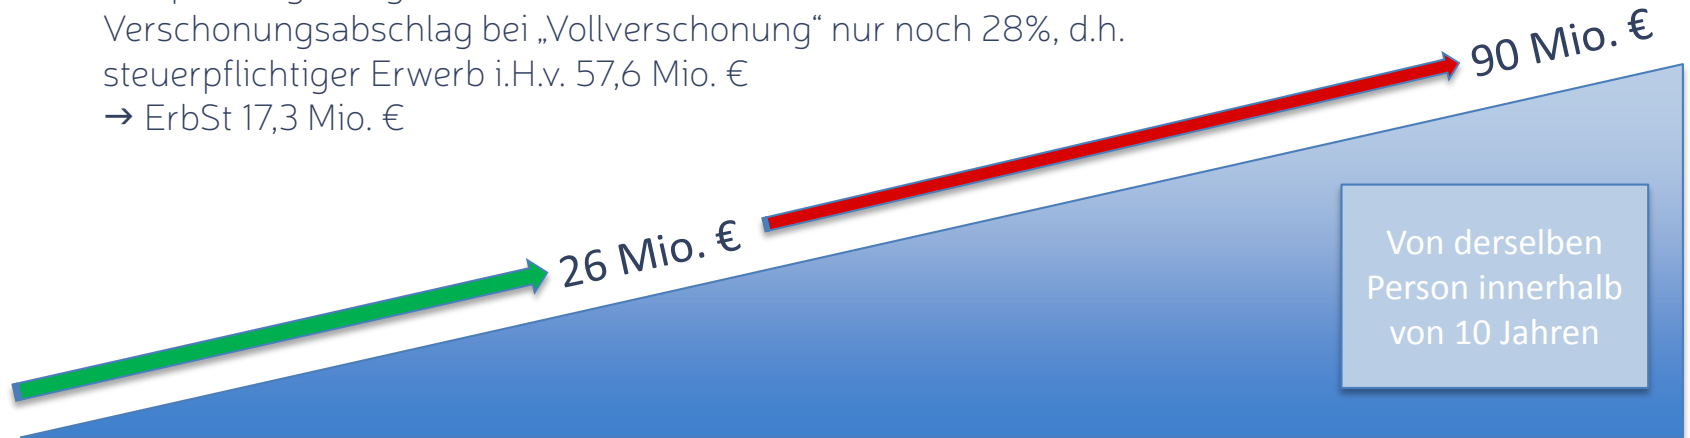 Verschonungsabschlag bei „Vollverschonung“ nur noch 28%, d.h.
steuerpflichtiger Erwerb i.H.v. 57,6 Mio. €
→ ErbSt 17,3 Mio. €
90 Mio. €
26 Mio. €
Von derselben
Person innerhalb
von 10 Jahren